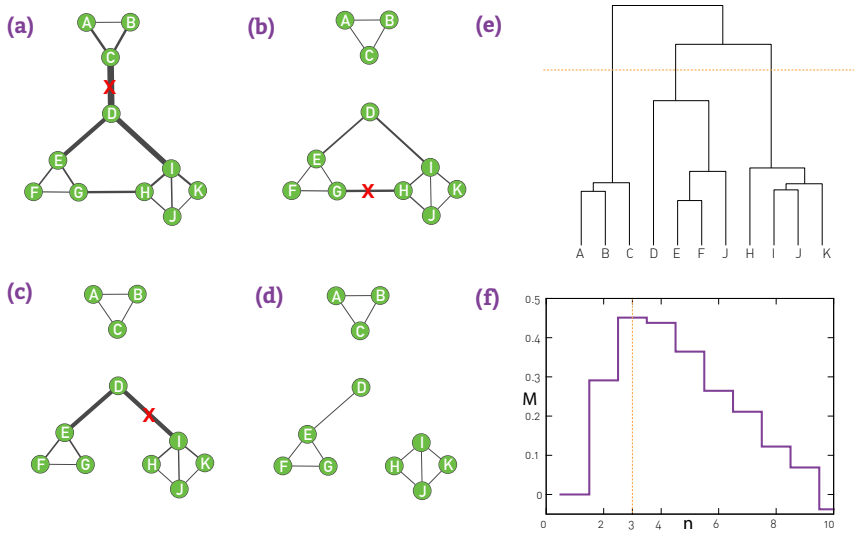 (a)
A B
C
X
D
E
I
F G H K
J
(b)
A B
C
D
E
I
F G X H K
J
(e)
A B C D E F J H I J K
(c)
A B
C
D
X
E
I
F G H K
J
(d)
A B
C
D
E
I
F G H K
J
(f)
0.5
0.4
0.3
M
0.2
0.1
0
0 2 3 4 6 8 10
n